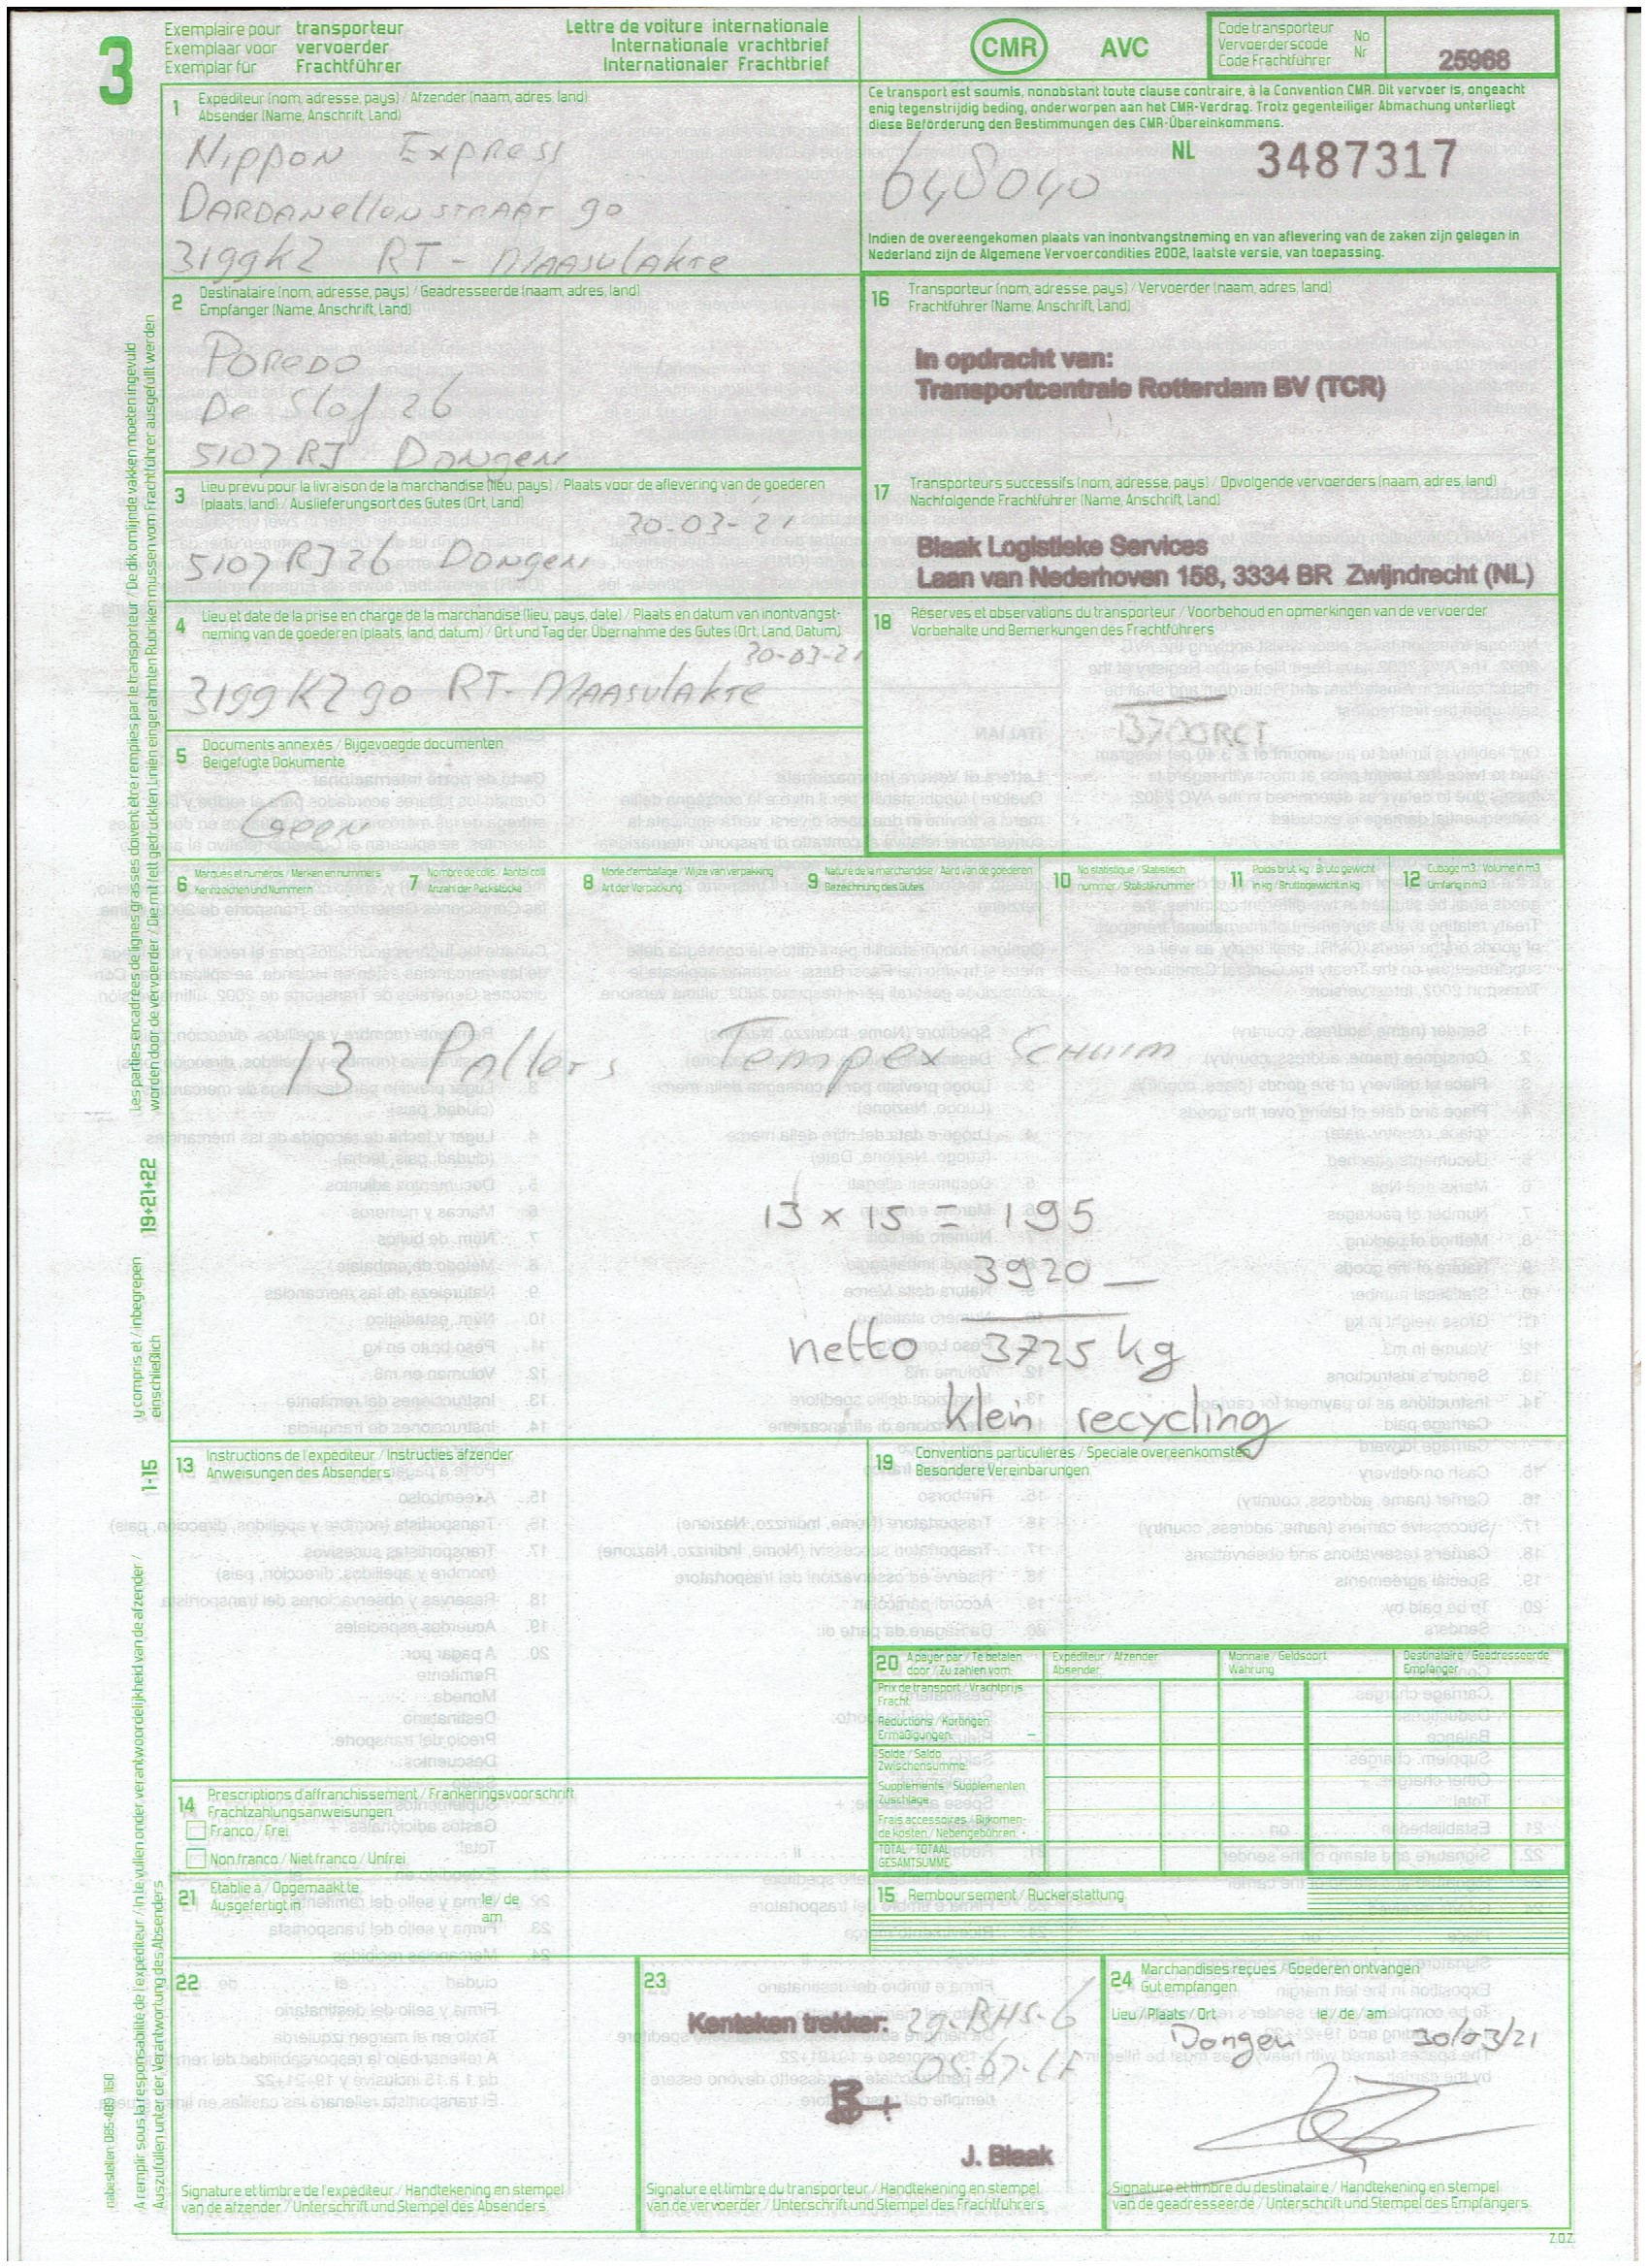 3
Exemplaire pour transporteur
Exemplaar voor vervoerder
Exemplar für Frachtführer
Lettre de voiture internationale
Internationale vrachtbrief
Internationaler Frachtbrief
CMR AVC
Code transporteur
Vervoerderscode
Code Frachtführer
No
Nr
25968
1 Expéditeur (nom, adresse, pays) / Afzender (naam, adres, land)
Absender (Name, Anschrift, Land)
Nippon Express
Dardanellenstraat 90
3199KZ RT - Maasvlakte
Ce transport est soumis, nonobstant toute clause contraire, à la Convention CMR. Dit vervoer is, ongeacht
enig tegenstrijdig beding, onderworpen aan het CMR-Verdrag. Trotz gegenteiliger Abmachung unterliegt
diese Beförderung den Bestimmungen des CMR-Übereinkommens.
NL 3487317
648040
Indien de overeengekomen plaats van inontvangstneming en van aflevering van de zaken zijn gelegen in
Nederland zijn de Algemene Vervoercondities 2002, laatste versie, van toepassing.
2 Destinataire (nom, adresse, pays) / Geadresseerde (naam, adres, land)
Empfänger (Name, Anschrift, Land)
Poredo
De Slof 26
5107 RJ Dongen
16 Transporteur (nom, adresse, pays) / Vervoerder (naam, adres, land)
Frachtführer (Name, Anschrift, Land)
In opdracht van:
Transportcentrale Rotterdam BV (TCR)
3 Lieu prévu pour la livraison de la marchandise (lieu, pays) / Plaats voor de aflevering van de goederen
(plaats, land) / Auslieferungsort des Gutes (Ort, Land)
30-03-'21
5107 RJ 26 Dongen
17 Transporteurs successifs (nom, adresse, pays) / Opvolgende vervoerders (naam, adres, land)
Nachfolgende Frachtführer (Name, Anschrift, Land)
Blaak Logistieke Services
Laan van Nederhoven 158, 3334 BR Zwijndrecht (NL)
4 Lieu et date de la prise en charge de la marchandise (lieu, pays, date) / Plaats en datum van inontvangst-
neming van de goederen (plaats, land, datum) / Ort und Tag der Übernahme des Gutes (Ort, Land, Datum)
30-03-21
3199KZ 90 RT- Maasvlakte
18 Réserves et observations du transporteur / Voorbehoud en opmerkingen van de vervoerder
Vorbehalte und Bemerkungen des Frachtführers
5 Documents annexés / Bijgevoegde documenten
Beigefügte Dokumente
Geen
6 Marques et numéros / Merken en nummers
Kennzeichen und Nummern
7 Nombre de colis / Aantal colli
Anzahl der Packstücke
8 Mode d'emballage / Wijze van verpakking
Art der Verpackung
9 Nature de la marchandise / Aard van de goederen
Bezeichnung des Gutes
10 No statistique / Statistisch
nummer / Statistiknummer
11 Poids brut, kg / Bruto gewicht
in kg / Bruttogewicht in kg
12 Cubage m3 / Volume in m3
Umfang in m3
13 Pallets Tempex Schuim
13 x 15 = 195
3920 —
netto 3725 kg
klein recycling
13 Instructions de l'expéditeur / Instructies afzender
Anweisungen des Absenders
19 Conventions particulières / Speciale overeenkomsten
Besondere Vereinbarungen
20 A payer par / Te betalen
door / Zu zahlen vom:
Expéditeur / Afzender
Absender
Monnaie / Geldsoort
Währung
Destinataire / Geadresseerde
Empfänger
Prix de transport / Vrachtprijs
Fracht:
Réductions / Kortingen
Ermäßigungen: -
Solde / Saldo
Zwischensumme:
Suppléments / Supplementen
Zuschläge:
Frais accessoires / Bijkomen-
de kosten / Nebengebühren: +
TOTAL / TOTAAL
GESAMTSUMME
14 Prescriptions d'affranchissement / Frankeringsvoorschrift
Frachtzahlungsanweisungen
Franco / Frei
Non franco / Niet franco / Unfrei
21 Etablie à / Opgemaakt te
Ausgefertigt in
le / de
am
15 Remboursement / Rückerstattung
22
Signature et timbre de l'expéditeur / Handtekening en stempel
van de afzender / Unterschrift und Stempel des Absenders
23
Kenteken trekker: 29-BHS-6
B+
J. Blaak
Signature et timbre du transporteur / Handtekening en stempel
van de vervoerder / Unterschrift und Stempel des Frachtführers
24 Marchandises reçues / Goederen ontvangen
Gut empfangen
Lieu / Plaats / Ort le / de / am
Dongen 30/03/21
Signature et timbre du destinataire / Handtekening en stempel
van de geadresseerde / Unterschrift und Stempel des Empfängers
Z.O.Z.
Les parties encadrées de lignes grasses doivent être remplies par le transporteur / De dik omlijnde vakken moeten ingevuld
worden door de vervoerder / Die mit fett gedruckten Linien eingerahmten Rubriken müssen vom Frachtführer ausgefüllt werden
19+21+22
y compris et / inbegrepen
einschließlich
1-15
A remplir sous la responsabilité de l'expéditeur / In te vullen onder verantwoordelijkheid van de afzender /
Auszufüllen unter der Verantwortung des Absenders
nabestellen: 085-489 1150